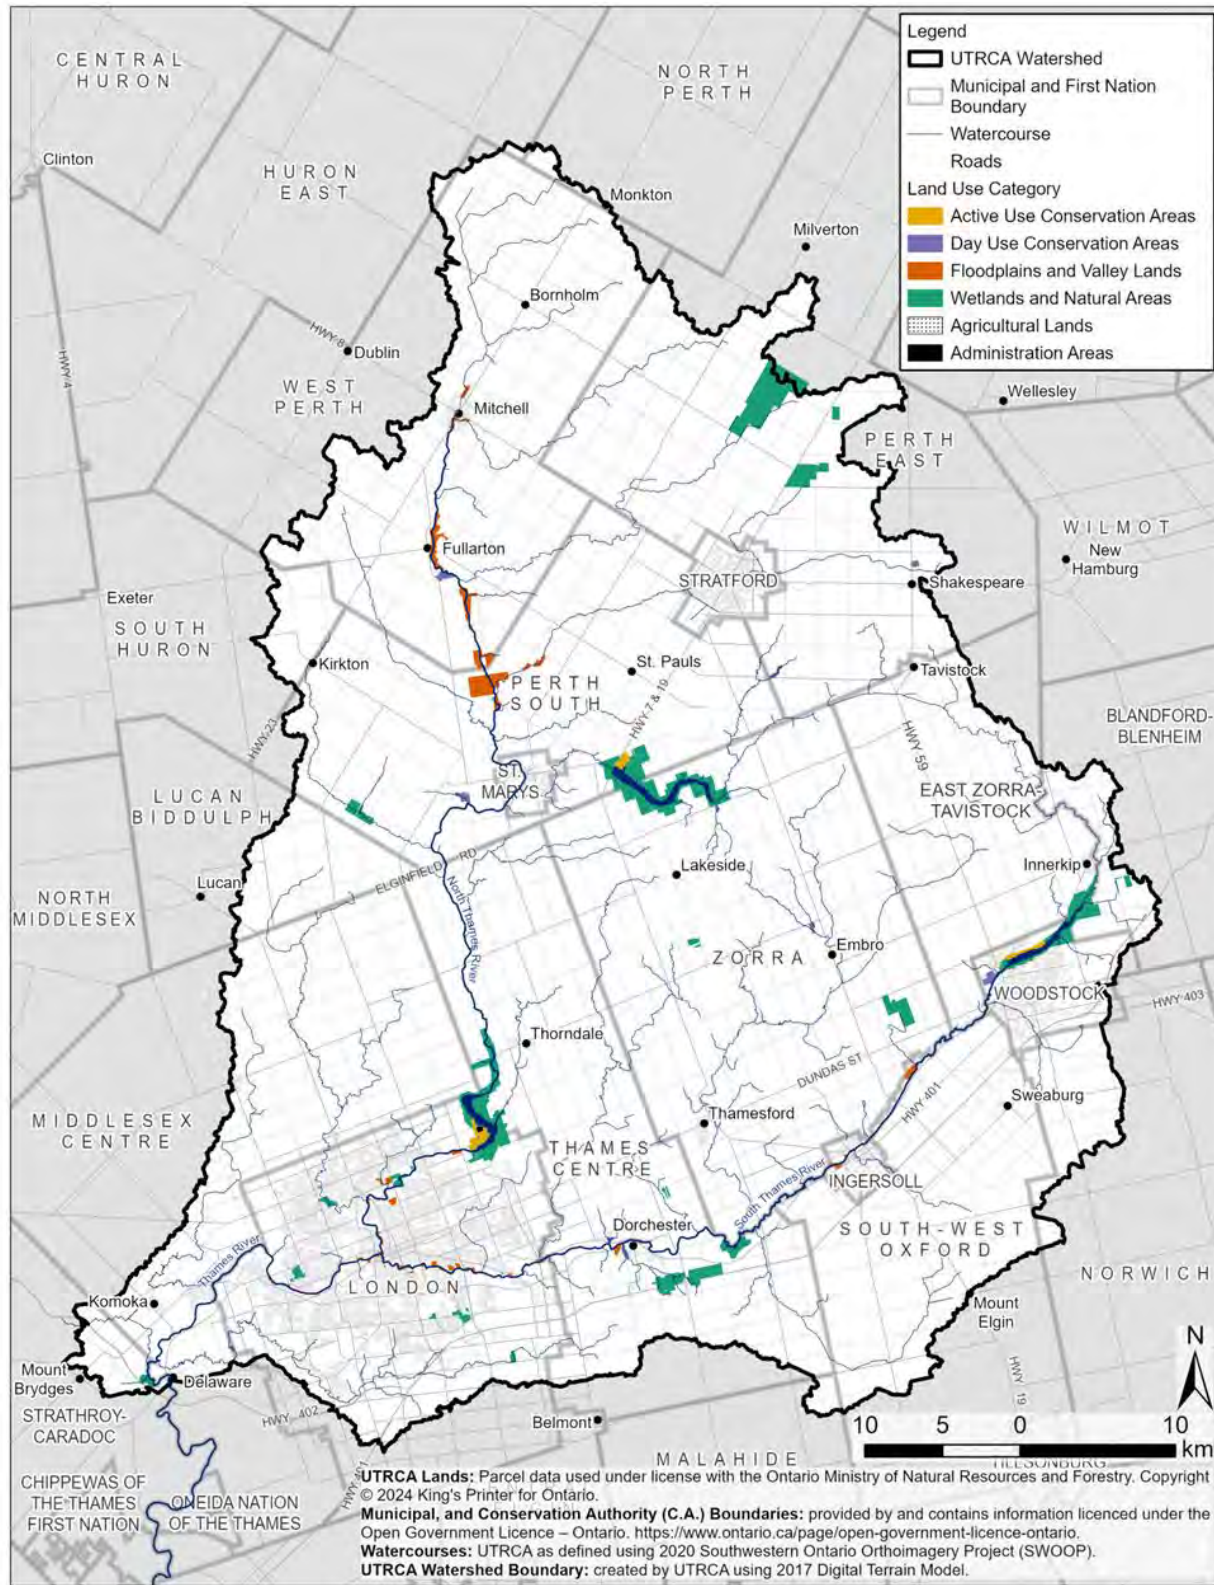 Legend
UTRCA Watershed
Municipal and First Nation
Boundary
Watercourse
Roads
Land Use Category
Active Use Conservation Areas
Day Use Conservation Areas
Floodplains and Valley Lands
Wetlands and Natural Areas
Agricultural Lands
Administration Areas
CENTRAL
HURON
NORTH
PERTH
Clinton
HURON
EAST
Monkton
Milverton
Bornholm
HWY 8
Dublin
HWY 4
WEST
PERTH
Mitchell
Wellesley
PERTH
EAST
WILMOT
New
Hamburg
Fullarton
STRATFORD
Shakespeare
Exeter
SOUTH
HURON
Kirkton
St. Pauls
Tavistock
PERTH
SOUTH
HWY 7 & 19
HWY 23
HWY 59
BLANDFORD-
BLENHEIM
ST.
MARYS
EAST ZORRA-
TAVISTOCK
LUCAN
BIDDULPH
ELGINFIELD RD
Lakeside
Innerkip
Lucan
NORTH
MIDDLESEX
North Thames River
ZORRA
Embro
WOODSTOCK
HWY 403
Thorndale
DUNDAS ST
HWY 401
Sweaburg
MIDDLESEX
CENTRE
Thamesford
THAMES
CENTRE
South Thames River
INGERSOLL
Dorchester
SOUTH-WEST
OXFORD
Thames River
LONDON
NORWICH
Komoka
Mount
Elgin
N
Mount
Brydges
Delaware
HWY 19
STRATHROY-
CARADOC
HWY 402
Belmont
10 5 0 10
km
MALAHIDE
TILLSONBURG
CHIPPEWAS OF
THE THAMES
FIRST NATION
ONEIDA NATION
OF THE THAMES
UTRCA Lands: Parcel data used under license with the Ontario Ministry of Natural Resources and Forestry. Copyright
© 2024 King's Printer for Ontario.
Municipal, and Conservation Authority (C.A.) Boundaries: provided by and contains information licenced under the
Open Government Licence – Ontario. https://www.ontario.ca/page/open-government-licence-ontario.
Watercourses: UTRCA as defined using 2020 Southwestern Ontario Orthoimagery Project (SWOOP).
UTRCA Watershed Boundary: created by UTRCA using 2017 Digital Terrain Model.